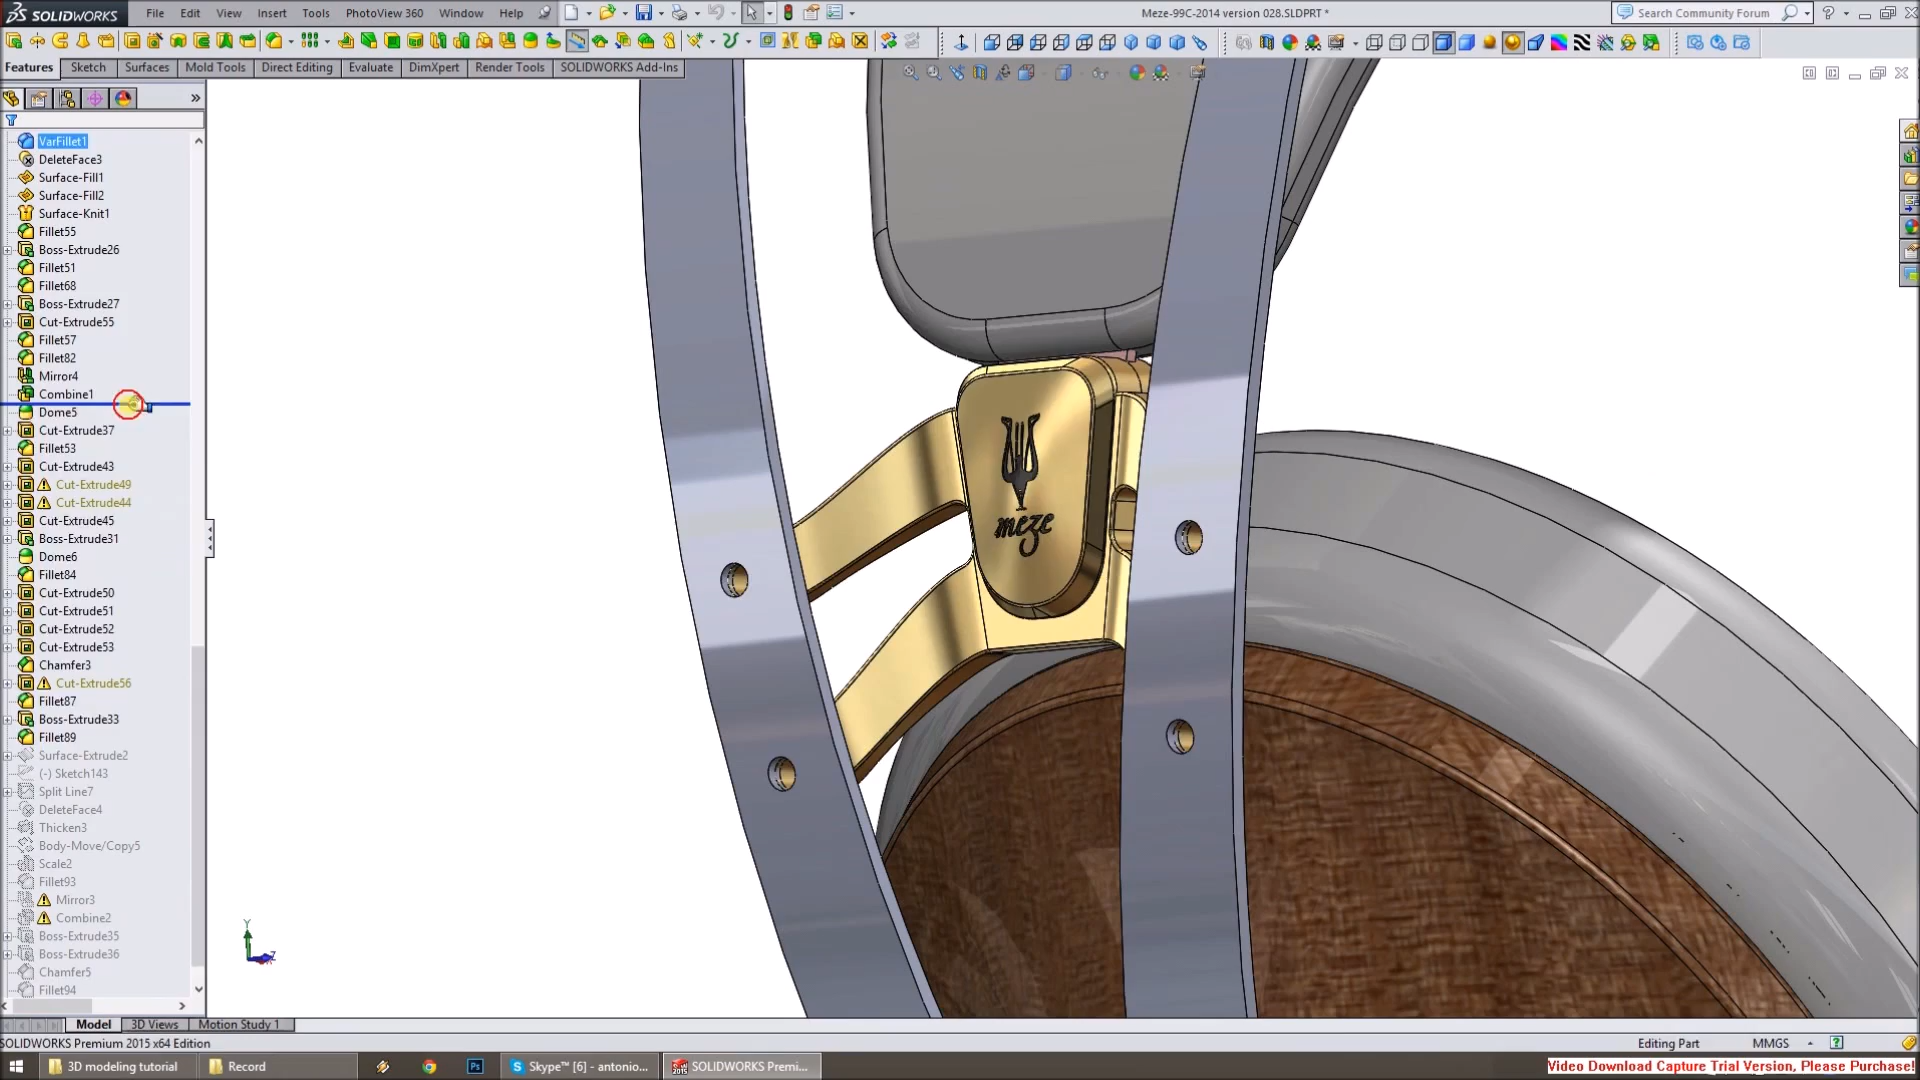 SOLIDWORKS
File Edit View Insert Tools PhotoView 360 Window Help
Meze-99C-2014 version 028.SLDPRT *
Search Community Forum
Features Sketch Surfaces Mold Tools Direct Editing Evaluate DimXpert Render Tools SOLIDWORKS Add-Ins
VarFillet1
DeleteFace3
Surface-Fill1
Surface-Fill2
Surface-Knit1
Fillet55
Boss-Extrude26
Fillet51
Fillet68
Boss-Extrude27
Cut-Extrude55
Fillet57
Fillet82
Mirror4
Combine1
Dome5
Cut-Extrude37
Fillet53
Cut-Extrude43
Cut-Extrude49
Cut-Extrude44
Cut-Extrude45
Boss-Extrude31
Dome6
Fillet84
Cut-Extrude50
Cut-Extrude51
Cut-Extrude52
Cut-Extrude53
Chamfer3
Cut-Extrude56
Fillet87
Boss-Extrude33
Fillet89
Surface-Extrude2
(-) Sketch143
Split Line7
DeleteFace4
Thicken3
Body-Move/Copy5
Scale2
Fillet93
Mirror3
Combine2
Boss-Extrude35
Boss-Extrude36
Chamfer5
Fillet94
meze
Y
Z
Model 3D Views Motion Study 1
SOLIDWORKS Premium 2015 x64 Edition
Editing Part MMGS
3D modeling tutorial Record Skype™ [6] - antonio... SOLIDWORKS Premi...
Video Download Capture Trial Version, Please Purchase!